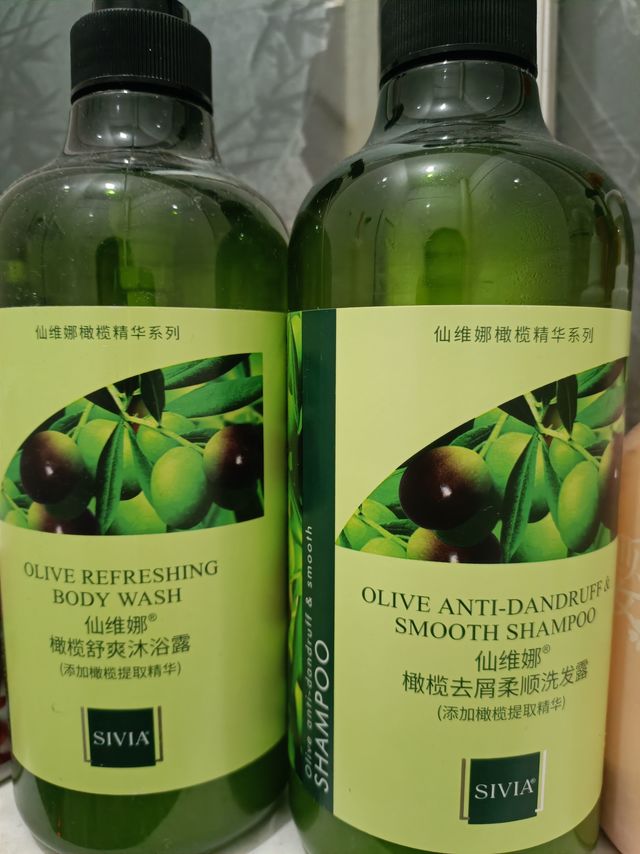 仙维娜橄榄精华系列
OLIVE REFRESHING
BODY WASH
仙维娜®
橄榄舒爽沐浴露
(添加橄榄提取精华)
SIVIA®
Olive anti-dandruff & smooth
SHAMPOO
仙维娜橄榄精华系列
OLIVE ANTI-DANDRUFF &
SMOOTH SHAMPOO
仙维娜®
橄榄去屑柔顺洗发露
(添加橄榄提取精华)
SIVIA®